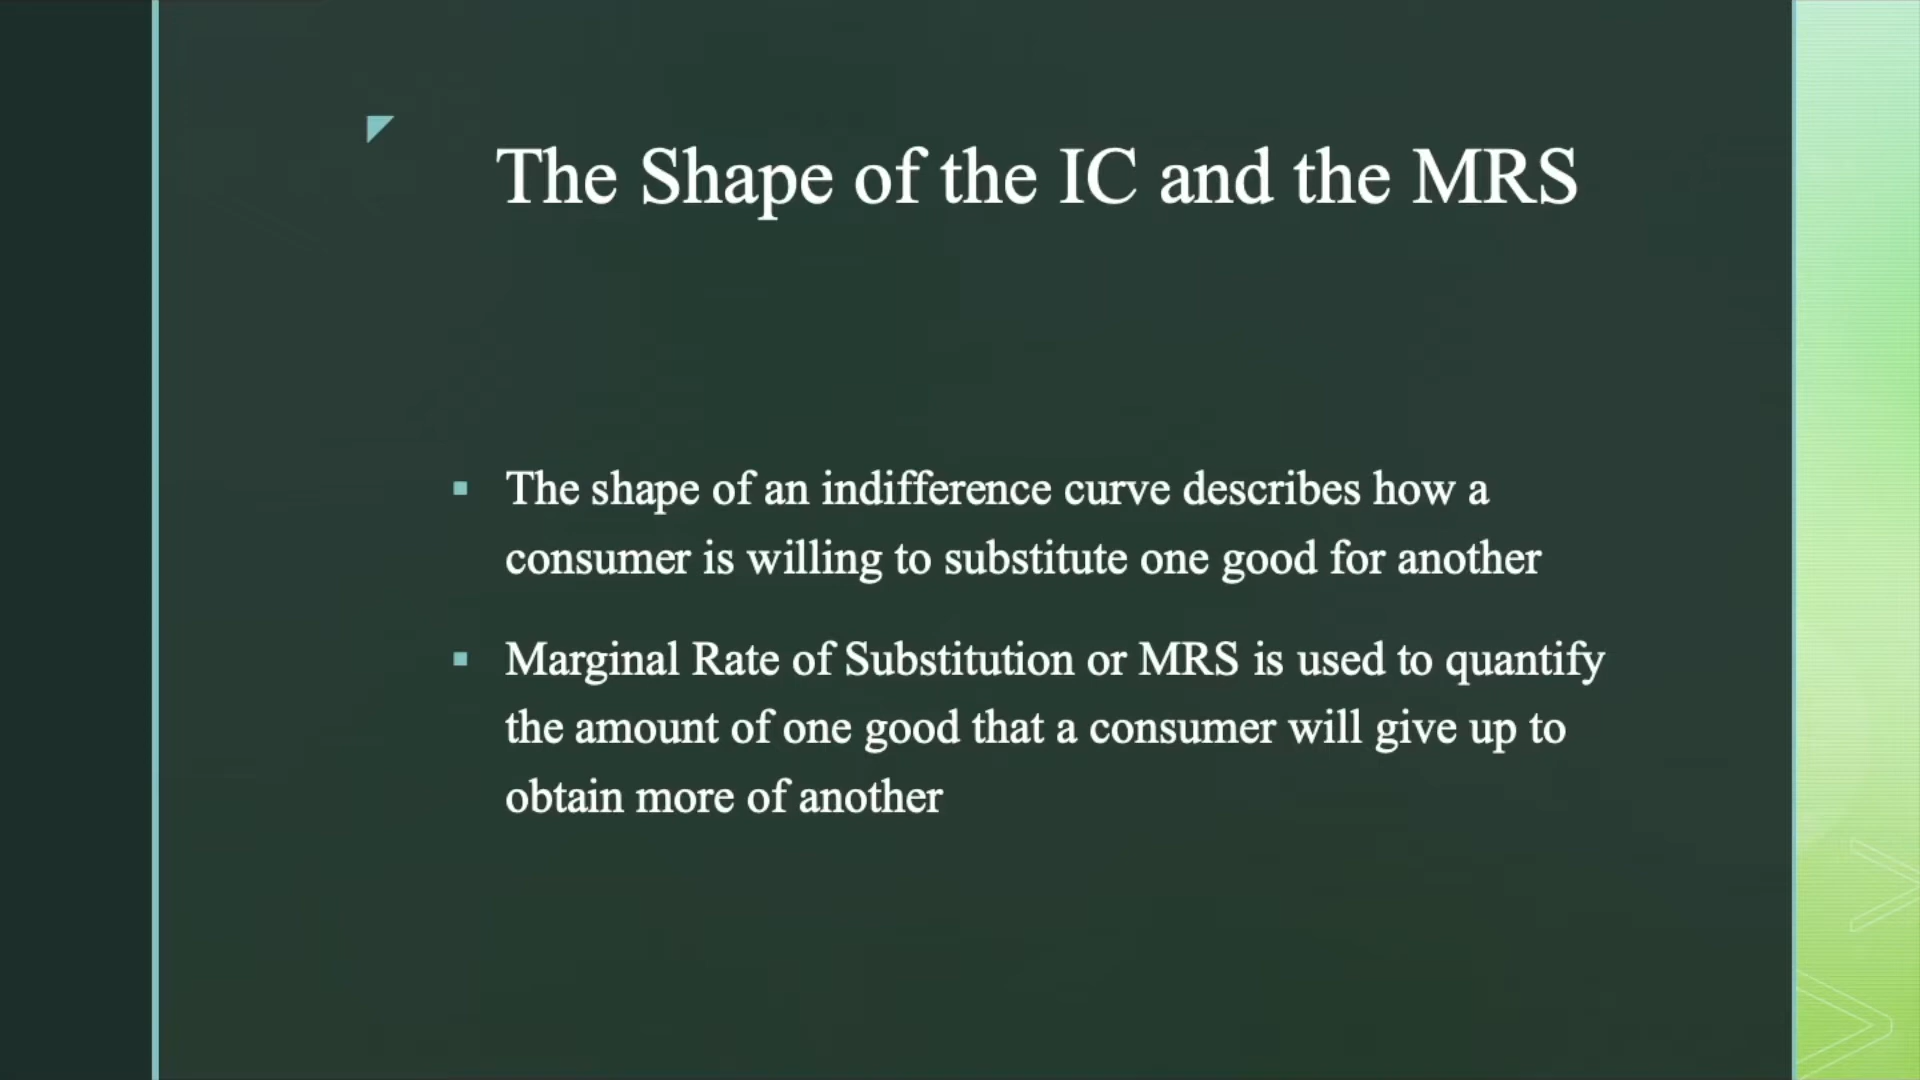 The Shape of the IC and the MRS
The shape of an indifference curve describes how a
consumer is willing to substitute one good for another
Marginal Rate of Substitution or MRS is used to quantify
the amount of one good that a consumer will give up to
obtain more of another